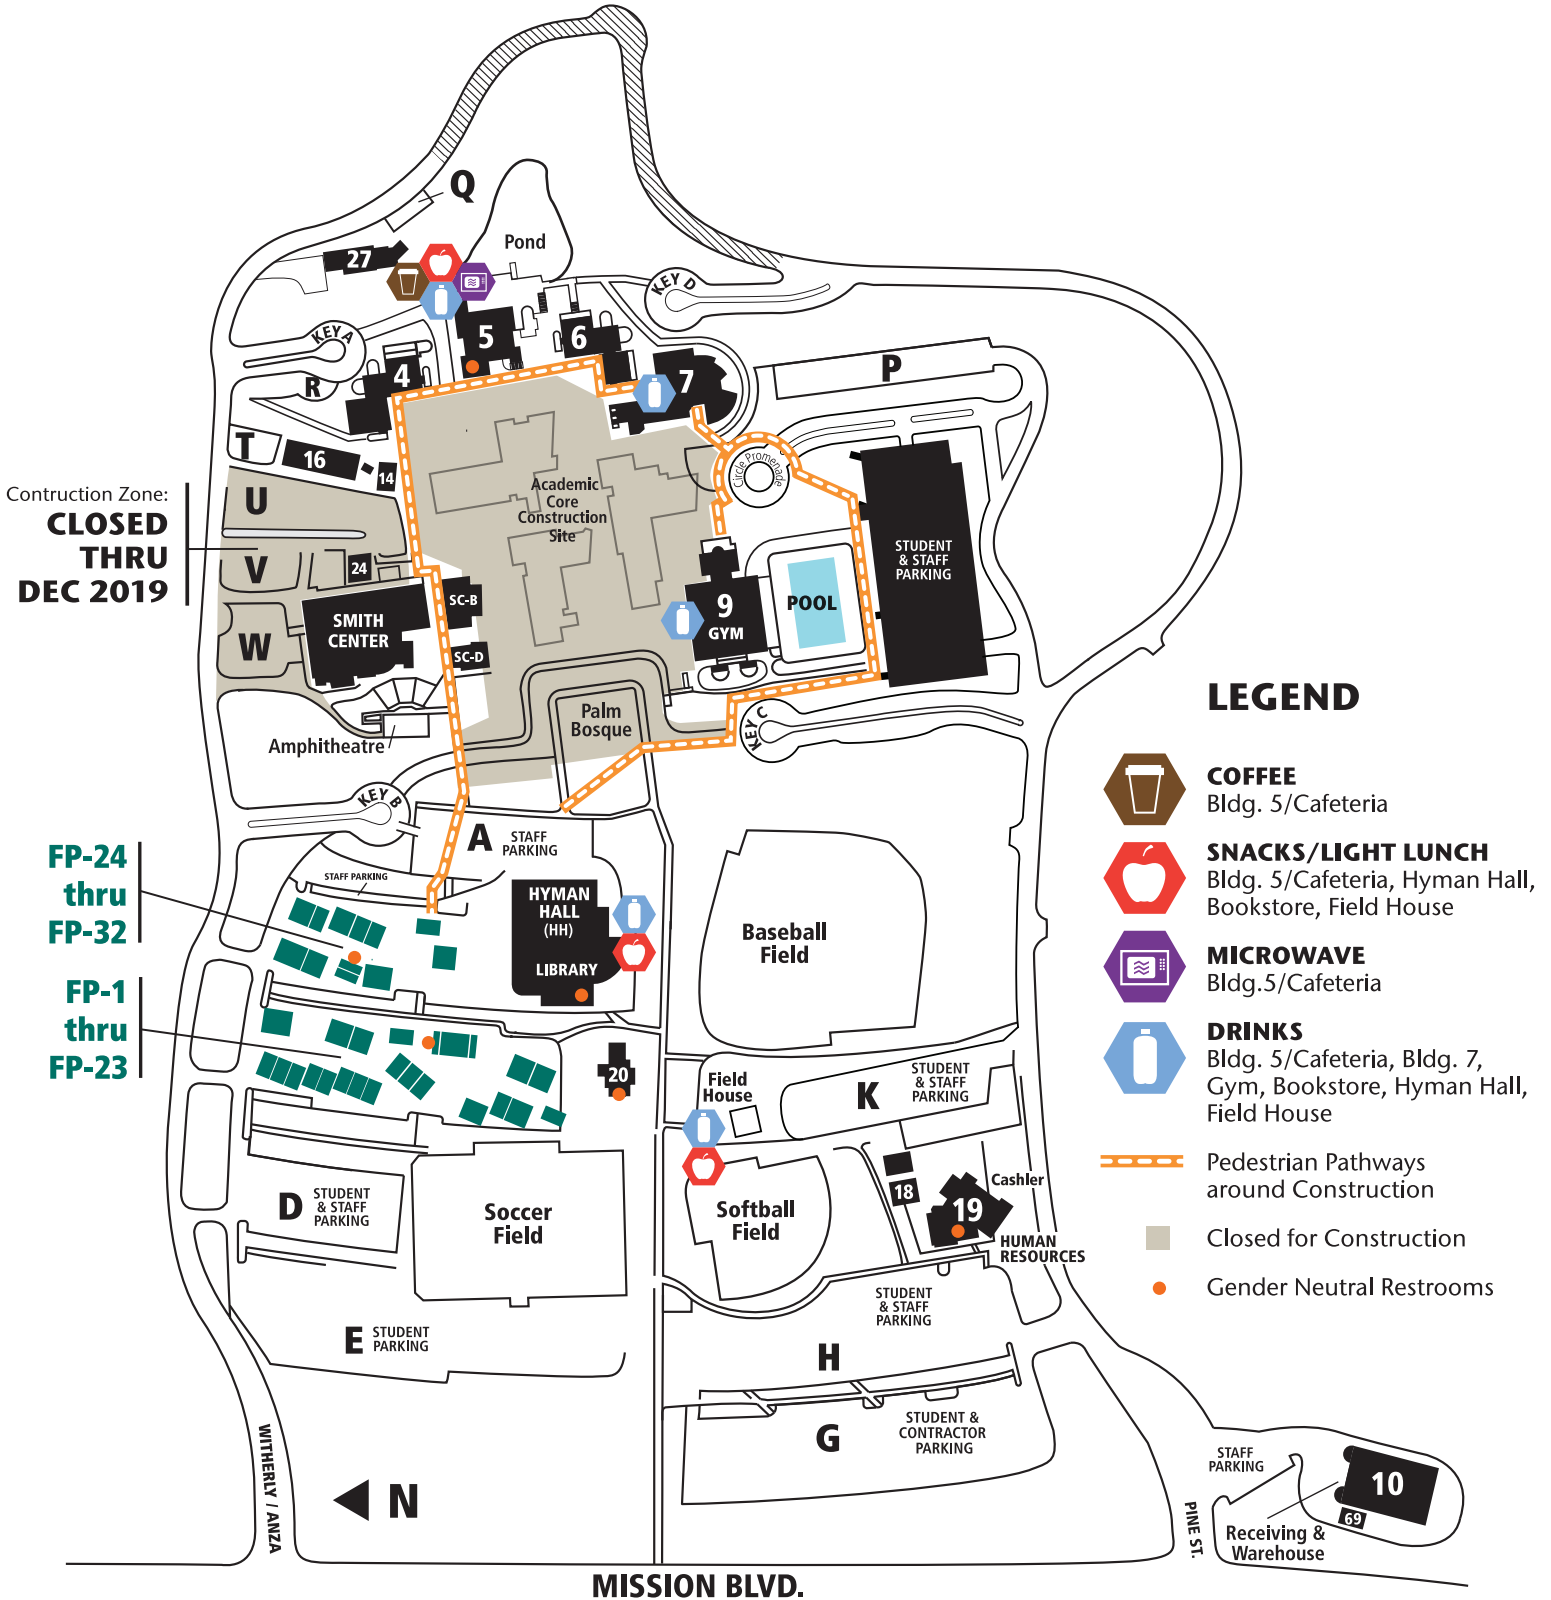 Q
Pond
27
KEY D
KEY A
5
6
7
4
R
P
T
16
14
Contruction Zone:
CLOSED
THRU
DEC 2019
U
V
W
24
Academic
Core
Construction
Site
Circle Promenade
STUDENT
& STAFF
PARKING
SMITH
CENTER
SC-B
SC-D
9
GYM
POOL
Palm
Bosque
Amphitheatre
KEY C
KEY B
LEGEND
COFFEE
Bldg. 5/Cafeteria
SNACKS/LIGHT LUNCH
Bldg. 5/Cafeteria, Hyman Hall,
Bookstore, Field House
MICROWAVE
Bldg.5/Cafeteria
DRINKS
Bldg. 5/Cafeteria, Bldg. 7,
Gym, Bookstore, Hyman Hall,
Field House
Pedestrian Pathways
around Construction
Closed for Construction
Gender Neutral Restrooms
A
STAFF
PARKING
STAFF PARKING
FP-24
thru
FP-32
FP-1
thru
FP-23
HYMAN
HALL
(HH)
LIBRARY
Baseball
Field
20
Field
House
K
STUDENT
& STAFF
PARKING
D
STUDENT
& STAFF
PARKING
Soccer
Field
Softball
Field
18
19
Cashler
HUMAN
RESOURCES
E
STUDENT
PARKING
STUDENT
& STAFF
PARKING
H
G
STUDENT &
CONTRACTOR
PARKING
WITHERLY / ANZA
N
STAFF
PARKING
10
69
Receiving &
Warehouse
PINE ST.
MISSION BLVD.